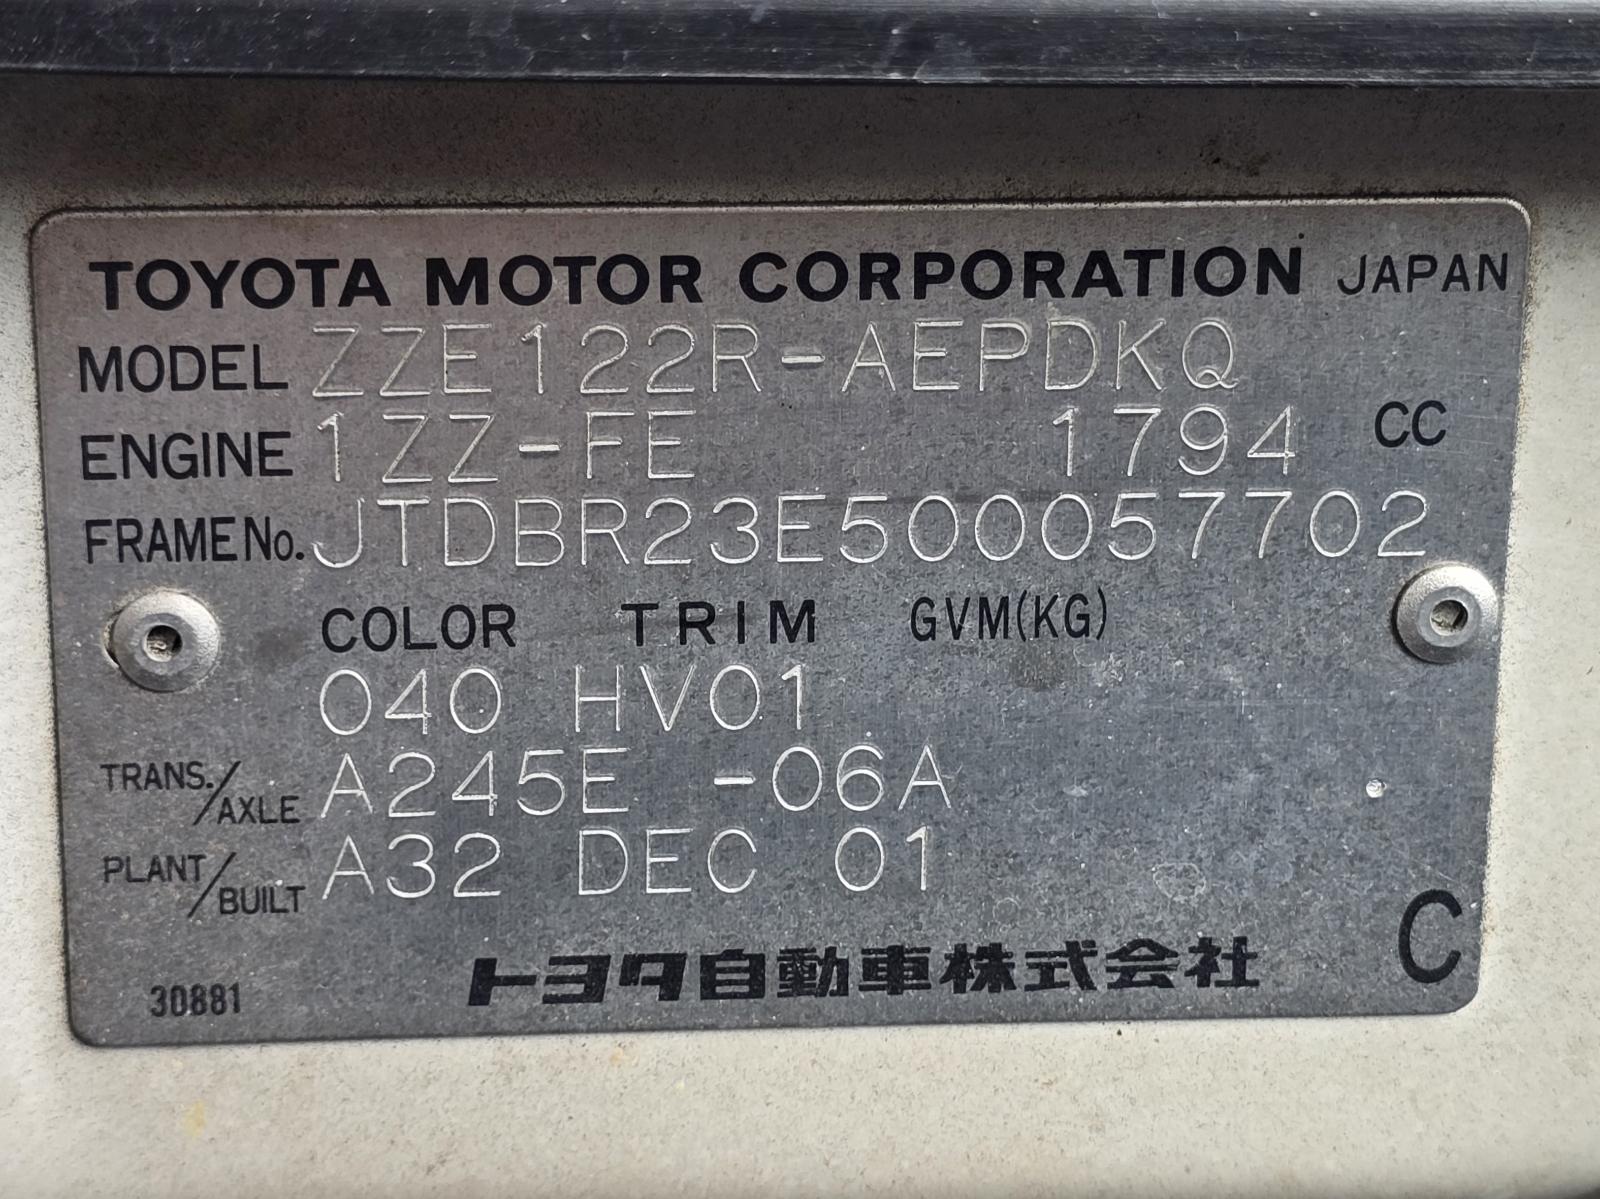 TOYOTA MOTOR CORPORATION JAPAN
MODEL ZZE122R-AEPDKQ
ENGINE 1ZZ-FE 1794 CC
FRAME No. JTDBR23E500057702
COLOR TRIM GVM(KG)
040 HV01
TRANS./AXLE A245E -06A
PLANT/BUILT A32 DEC 01
C
トヨタ自動車株式会社
30881